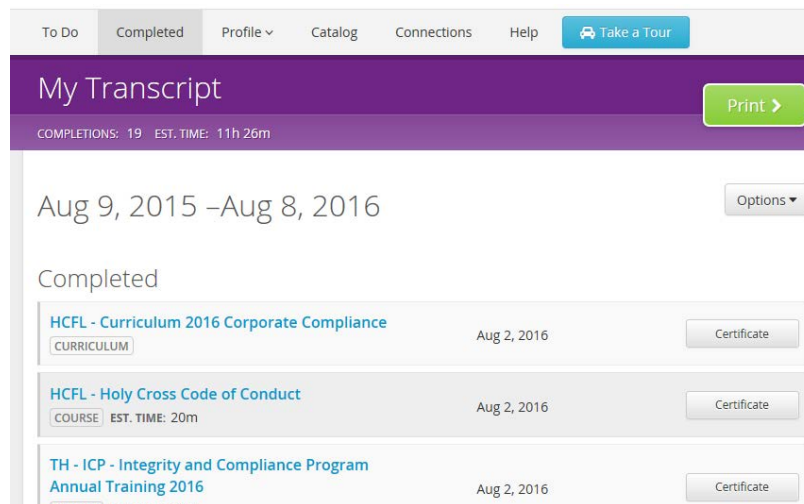 To Do Completed Profile Catalog Connections Help Take a Tour
My Transcript
Print
COMPLETIONS: 19 EST. TIME: 11h 26m
Aug 9, 2015 –Aug 8, 2016
Options
Completed
HCFL - Curriculum 2016 Corporate Compliance
CURRICULUM
Aug 2, 2016
Certificate
HCFL - Holy Cross Code of Conduct
COURSE EST. TIME: 20m
Aug 2, 2016
Certificate
TH - ICP - Integrity and Compliance Program
Annual Training 2016
Aug 2, 2016
Certificate